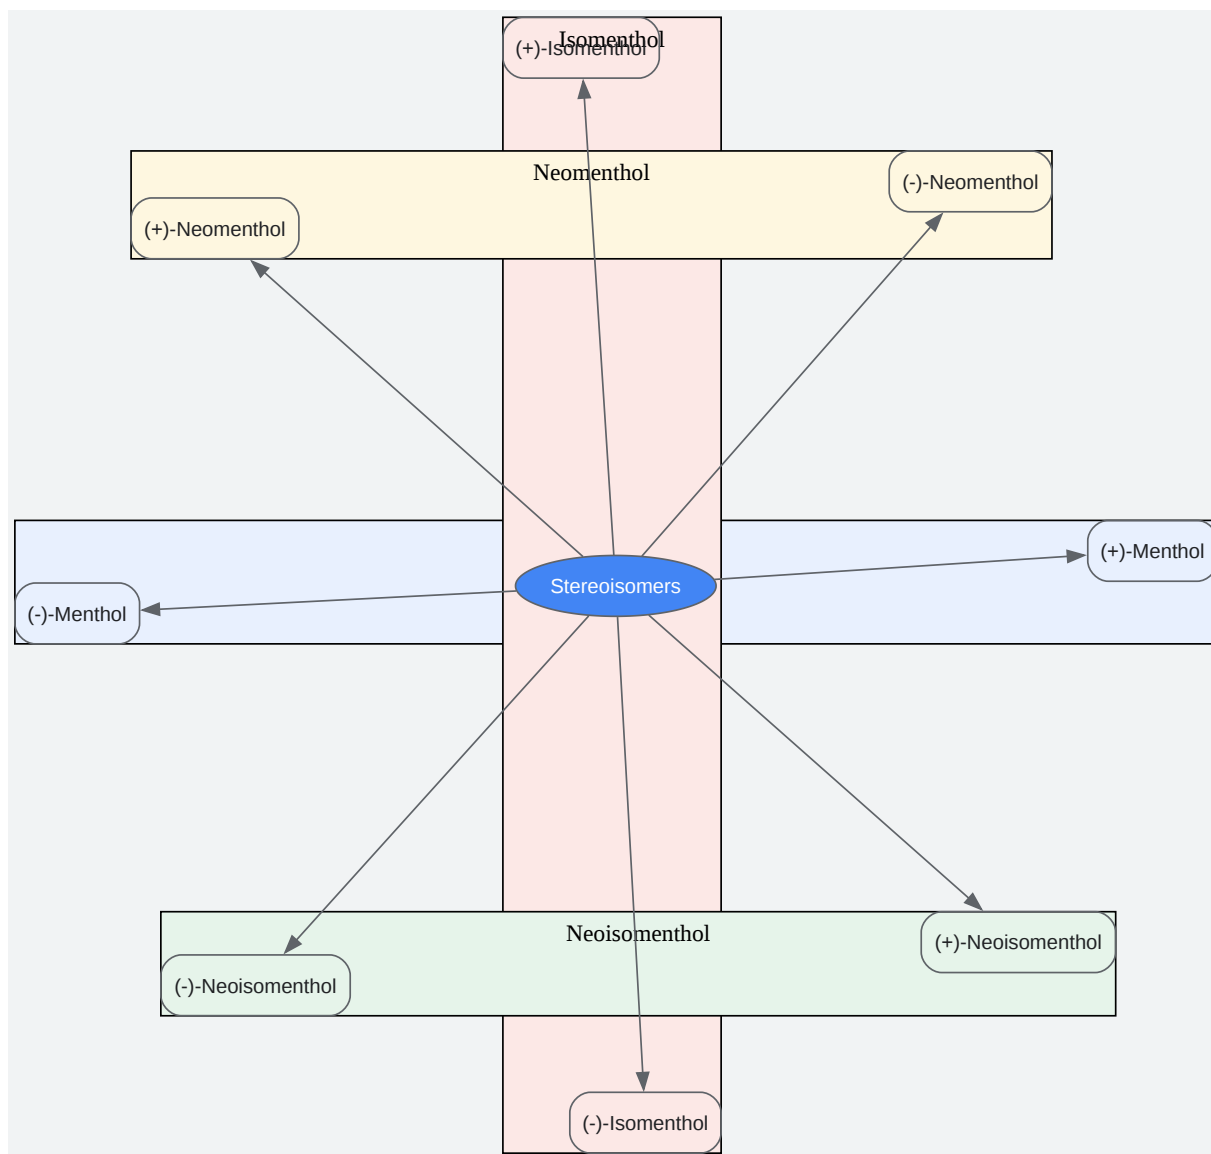 Isomenthol
(+)-Isomenthol
Neomenthol
(-)-Neomenthol
(+)-Neomenthol
(+)-Menthol
Stereoisomers
(-)-Menthol
Neoisomenthol
(+)-Neoisomenthol
(-)-Neoisomenthol
(-)-Isomenthol